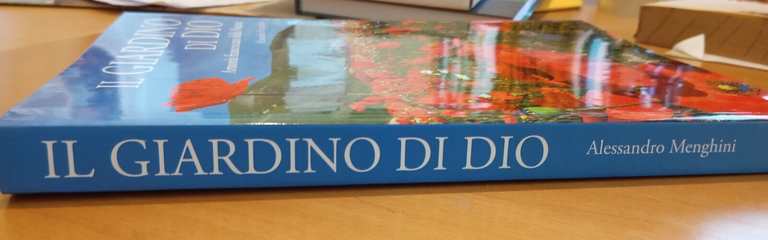 IL GIARDINO
DI DIO
IL GIARDINO DI DIO Alessandro Menghini